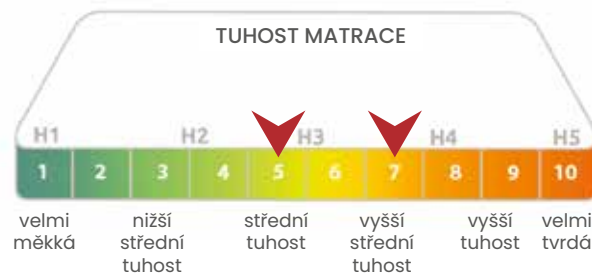 TUHOST MATRACE
H1 H2 H3 H4 H5
1 2 3 4 5 6 7 8 9 10
velmi nižší střední vyšší vyšší velmi
měkká střední tuhost střední tuhost tvrdá
tuhost tuhost